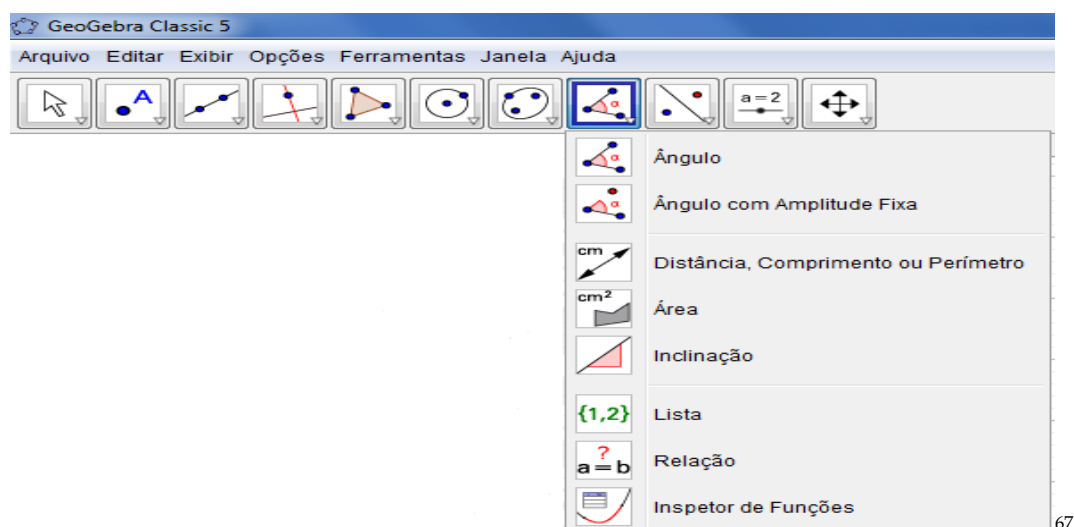 GeoGebra Classic 5
Arquivo Editar Exibir Opções Ferramentas Janela Ajuda
A α a = 2
α Ângulo
α Ângulo com Amplitude Fixa
cm Distância, Comprimento ou Perímetro
cm² Área
Inclinação
{1,2} Lista
? a = b Relação
Inspetor de Funções
67